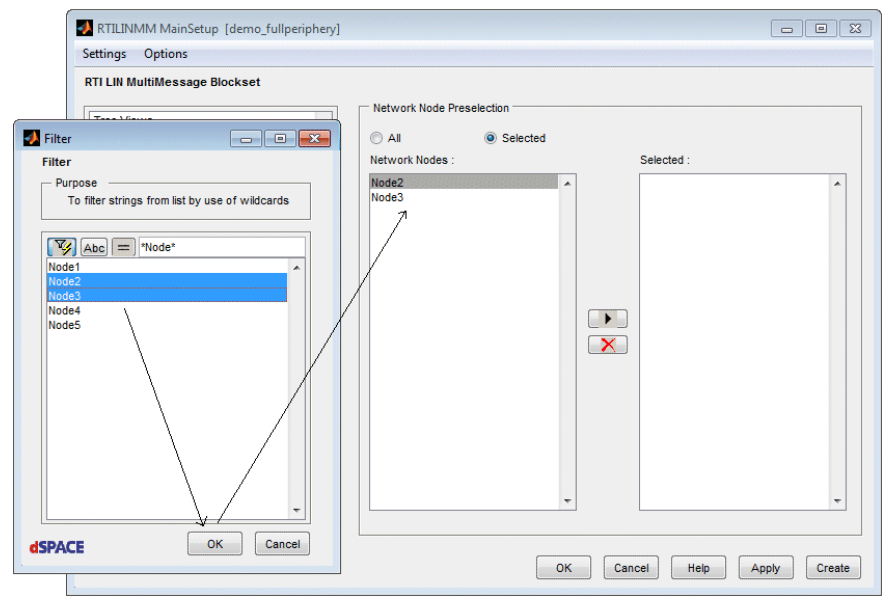 RTILINMM MainSetup [demo_fullperiphery]
Settings Options
RTI LIN MultiMessage Blockset
Tree Views
Network Node Preselection
All Selected
Network Nodes :
Selected :
Node2
Node3
Filter
Filter
Purpose
To filter strings from list by use of wildcards
Abc = *Node*
Node1
Node2
Node3
Node4
Node5
dSPACE
OK Cancel
OK Cancel Help Apply Create